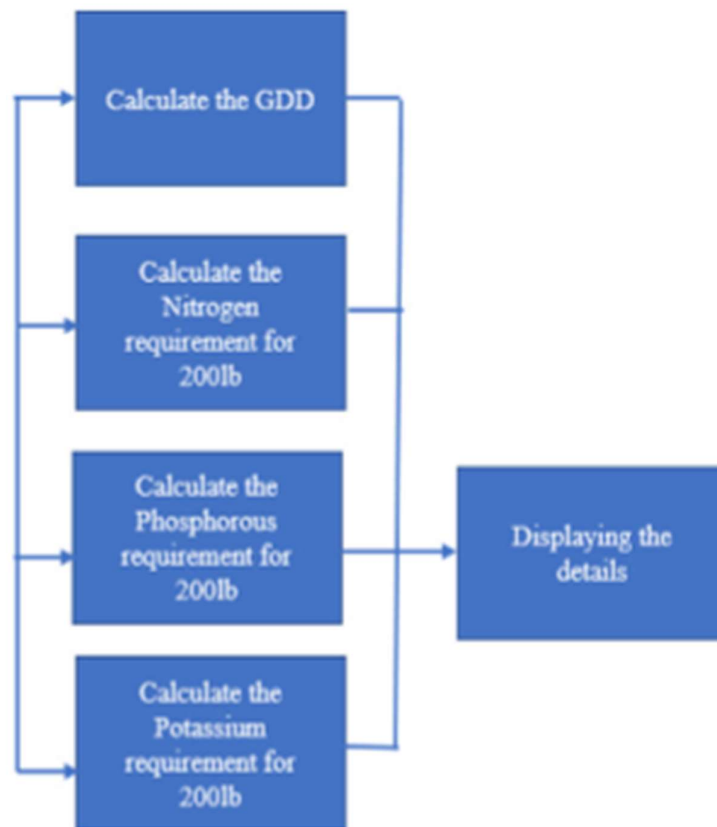 Calculate the GDD
Calculate the
Nitrogen
requirement for
200lb
Calculate the
Phosphorous
requirement for
200lb
Calculate the
Potassium
requirement for
200lb
Displaying the
details